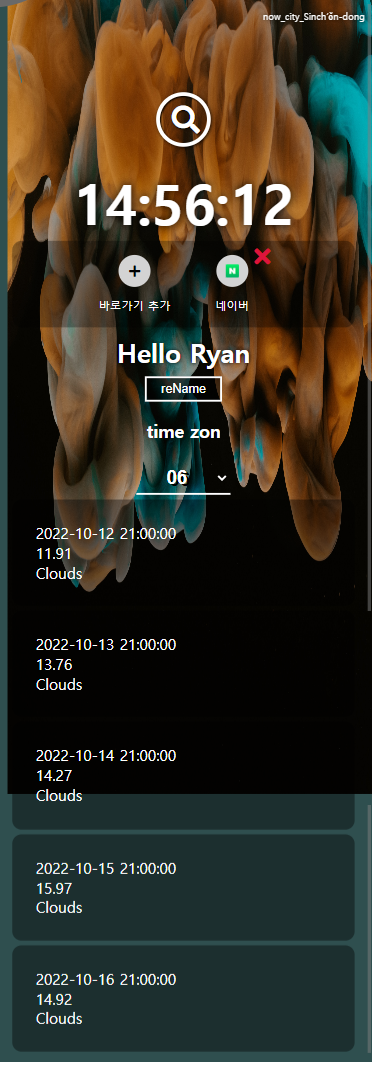 now_city_Sinch’ŏn-dong
14:56:12
바로가기 추가
N
네이버
Hello Ryan
reName
time zon
06
2022-10-12 21:00:00
11.91
Clouds
2022-10-13 21:00:00
13.76
Clouds
2022-10-14 21:00:00
14.27
Clouds
2022-10-15 21:00:00
15.97
Clouds
2022-10-16 21:00:00
14.92
Clouds